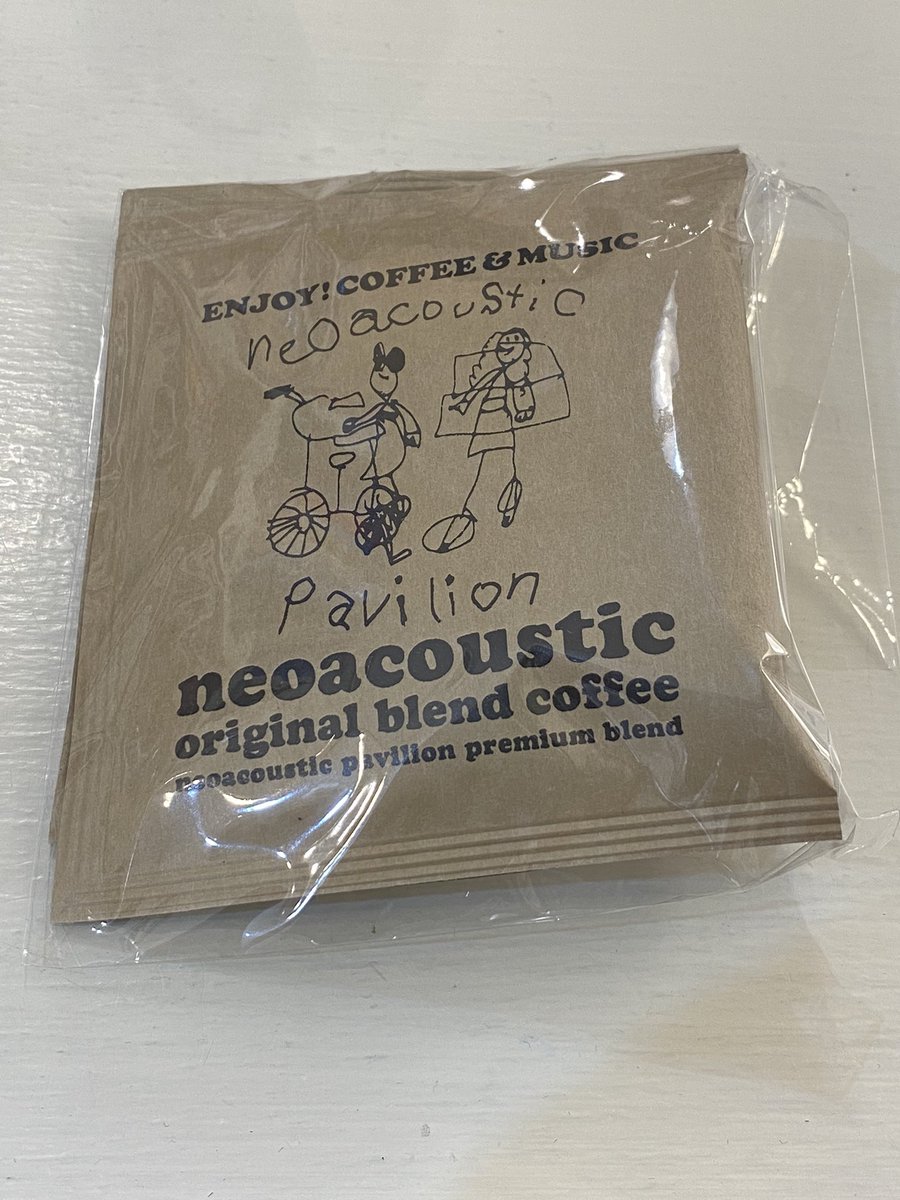 ENJOY! COFFEE & MUSIC
neoacoustic
Pavilion
neoacoustic
original blend coffee
neoacoustic pavilion premium blend